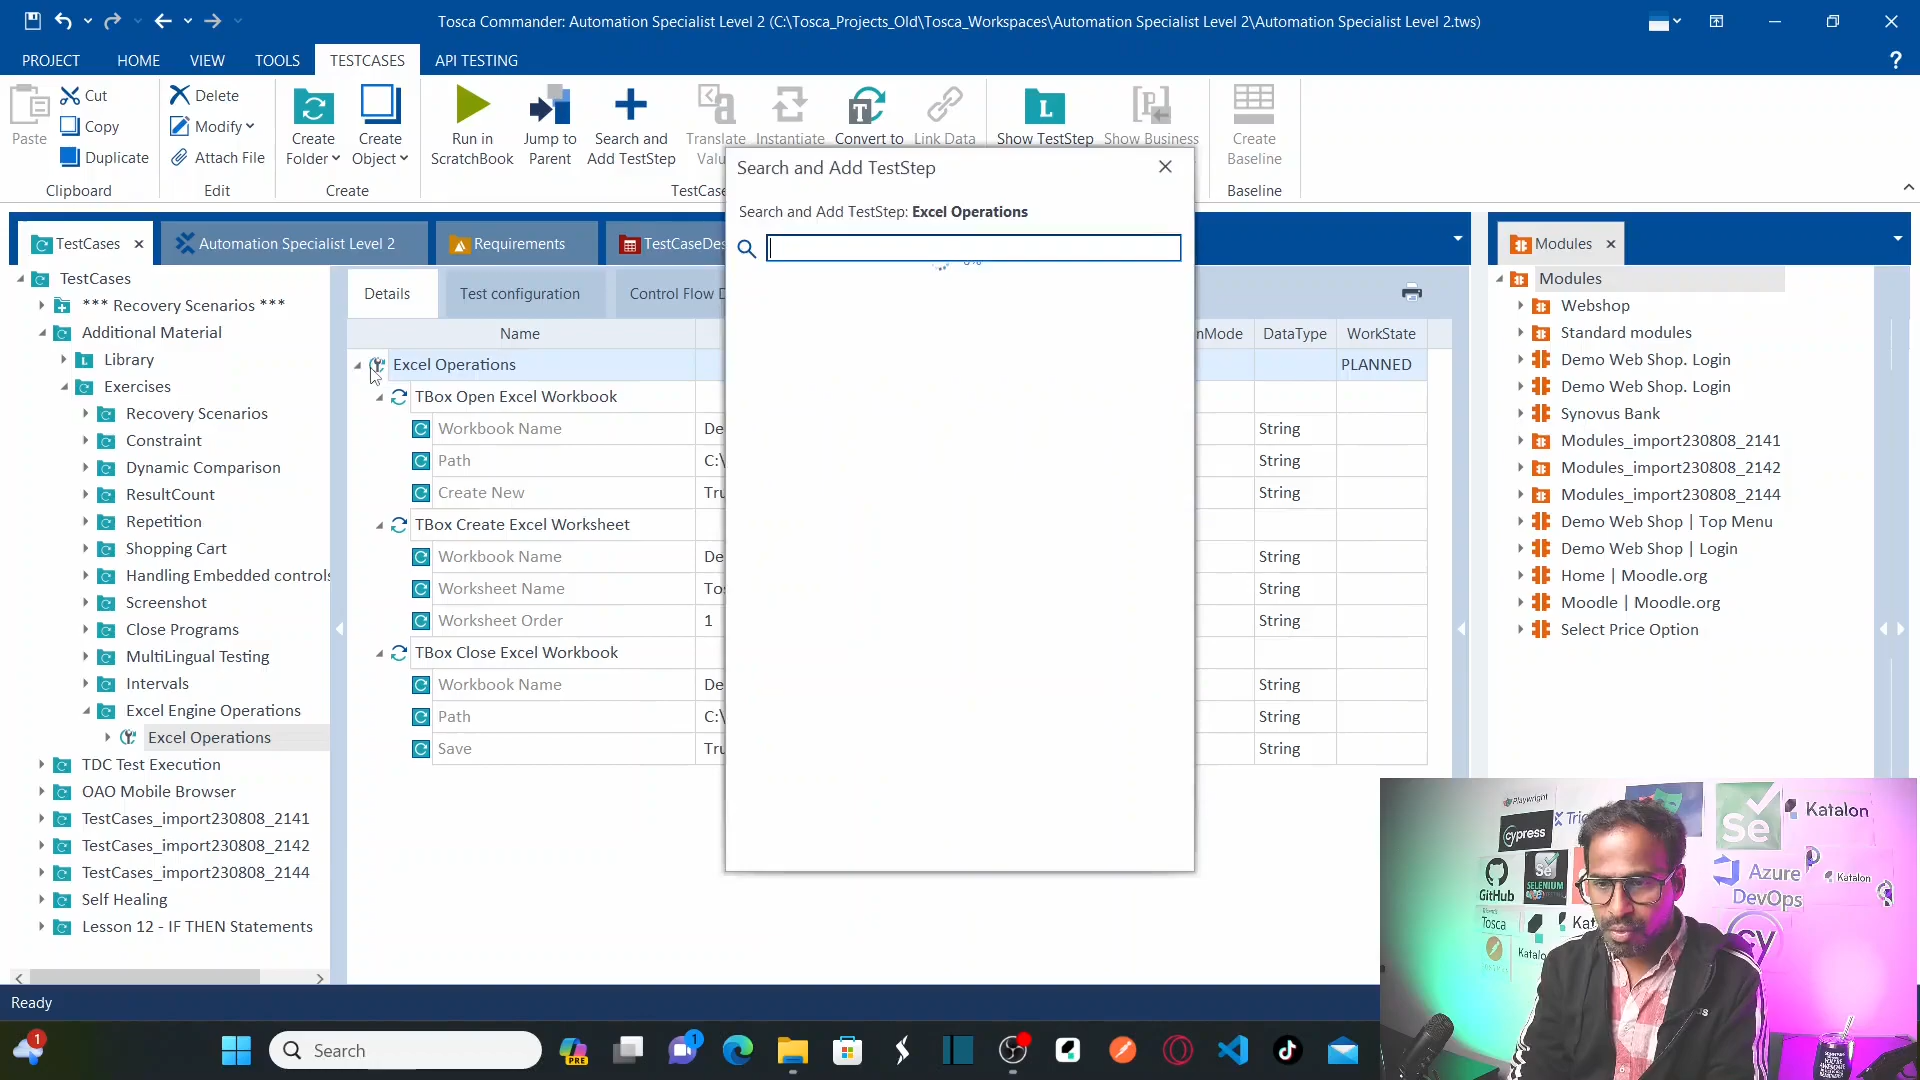 Tosca Commander: Automation Specialist Level 2 (C:\Tosca_Projects_Old\Tosca_Workspaces\Automation Specialist Level 2\Automation Specialist Level 2.tws)
PROJECT HOME VIEW TOOLS TESTCASES API TESTING
?
Paste
Cut
Copy
Duplicate
Clipboard
Delete
Modify
Attach File
Edit
Create Folder
Create Object
Create
Run in ScratchBook
Jump to Parent
Search and Add TestStep
Translate Valu
Instantiate
Convert to
Link Data
TestCase
Show TestStep
Show Business
Create Baseline
Baseline
TestCases
Automation Specialist Level 2
Requirements
TestCaseDes
Modules
TestCases
*** Recovery Scenarios ***
Additional Material
Library
Exercises
Recovery Scenarios
Constraint
Dynamic Comparison
ResultCount
Repetition
Shopping Cart
Handling Embedded controls
Screenshot
Close Programs
MultiLingual Testing
Intervals
Excel Engine Operations
Excel Operations
TDC Test Execution
OAO Mobile Browser
TestCases_import230808_2141
TestCases_import230808_2142
TestCases_import230808_2144
Self Healing
Lesson 12 - IF THEN Statements
Details Test configuration Control Flow D
Name nMode DataType WorkState
Excel Operations PLANNED
TBox Open Excel Workbook
Workbook Name De String
Path C:\ String
Create New Tru String
TBox Create Excel Worksheet
Workbook Name De String
Worksheet Name Tos String
Worksheet Order 1 String
TBox Close Excel Workbook
Workbook Name De String
Path C:\ String
Save Tru String
Search and Add TestStep
Search and Add TestStep: Excel Operations
Modules
Webshop
Standard modules
Demo Web Shop. Login
Demo Web Shop. Login
Synovus Bank
Modules_import230808_2141
Modules_import230808_2142
Modules_import230808_2144
Demo Web Shop | Top Menu
Demo Web Shop | Login
Home | Moodle.org
Moodle | Moodle.org
Select Price Option
Ready
1
Search
PRE
1
Playwright
cypress
GitHub
SELENIUM
Tosca
Se
Katalon
Azure DevOps
Katalon
cy